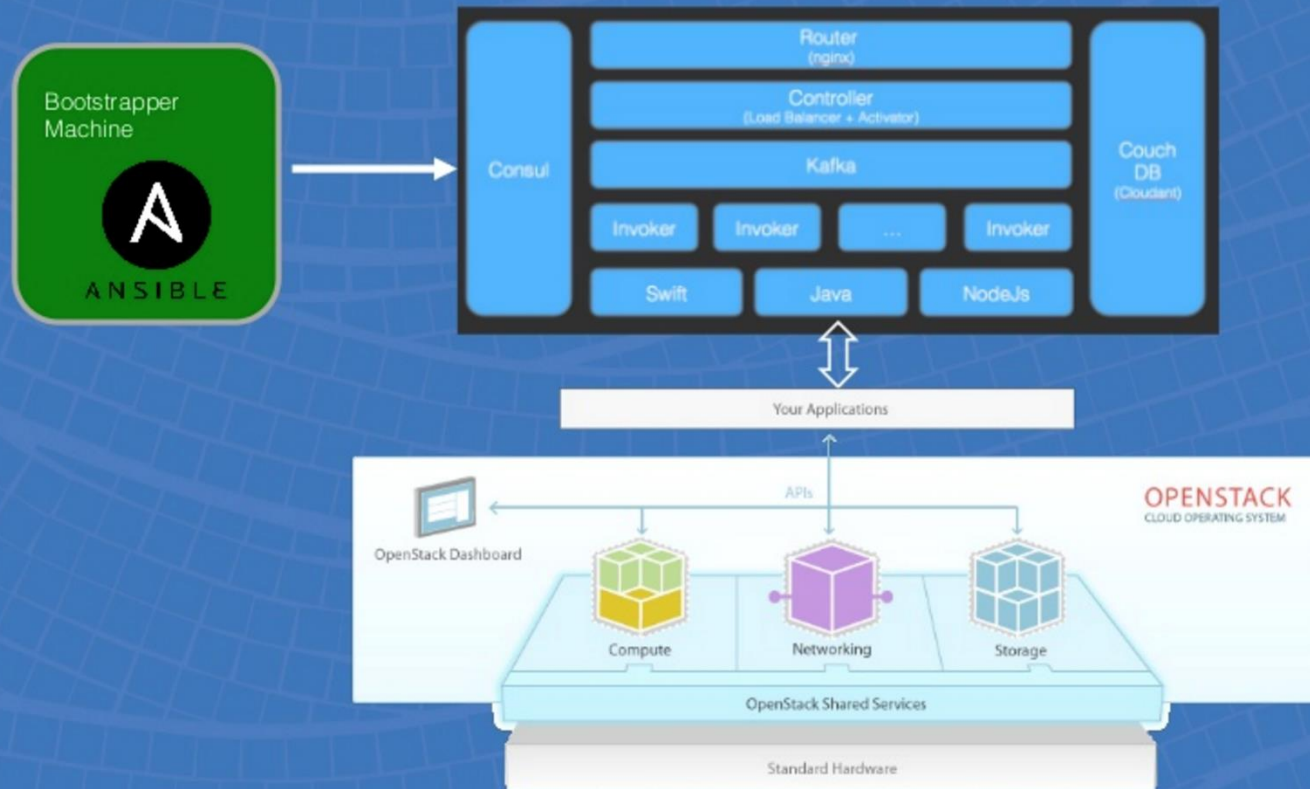 Bootstrapper
Machine
ANSIBLE
Consul
Router
(nginx)
Controller
(Load Balancer + Activator)
Kafka
Invoker
Invoker
...
Invoker
Swift
Java
NodeJs
Couch
DB
(Cloudant)
Your Applications
APIs
OPENSTACK
CLOUD OPERATING SYSTEM
OpenStack Dashboard
Compute
Networking
Storage
OpenStack Shared Services
Standard Hardware